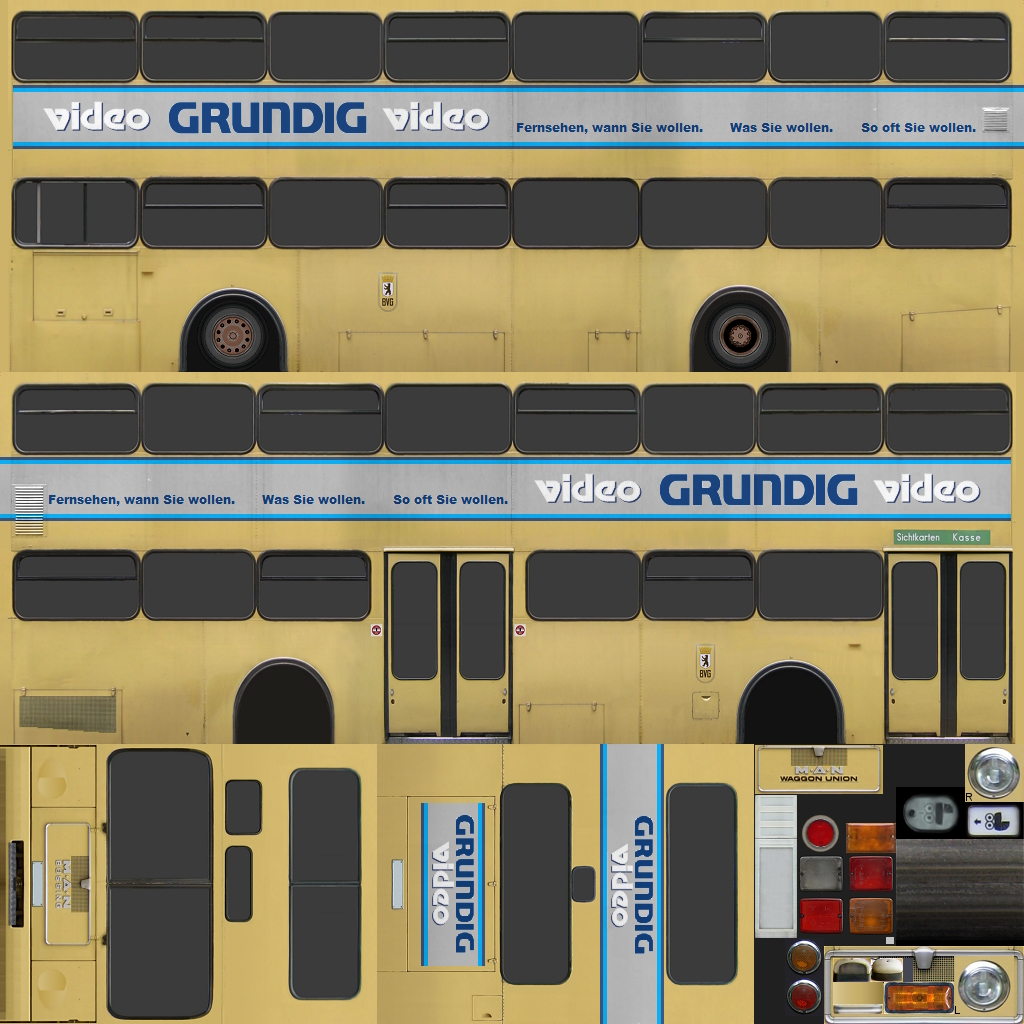 video GRUNDIG video Fernsehen, wann Sie wollen. Was Sie wollen. So oft Sie wollen.
BVG
Fernsehen, wann Sie wollen. Was Sie wollen. So oft Sie wollen. video GRUNDIG video
Sichtkarten Kasse
BVG
M·A·N
WAGGON UNION
R
M·A·N
BÜSSING
GRUNDIG
video
GRUNDIG
video
L